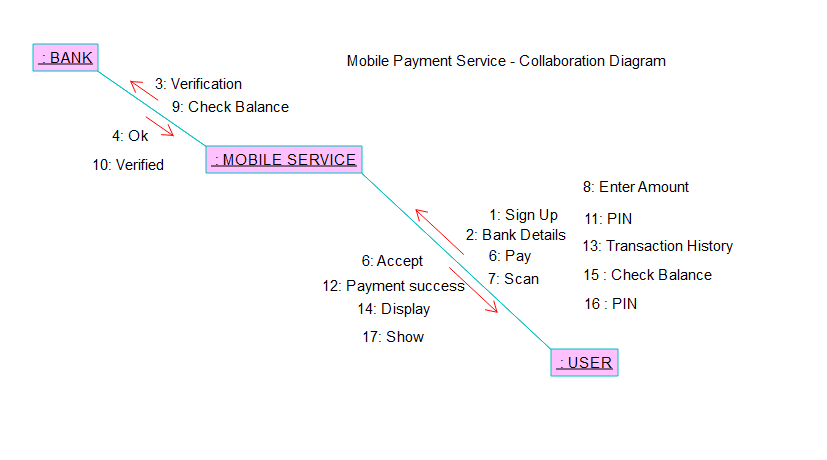 : BANK
Mobile Payment Service - Collaboration Diagram
3: Verification
9: Check Balance
4: Ok
10: Verified
: MOBILE SERVICE
8: Enter Amount
1: Sign Up
11: PIN
2: Bank Details
13: Transaction History
6: Accept
6: Pay
7: Scan
15 : Check Balance
12: Payment success
14: Display
16 : PIN
17: Show
: USER